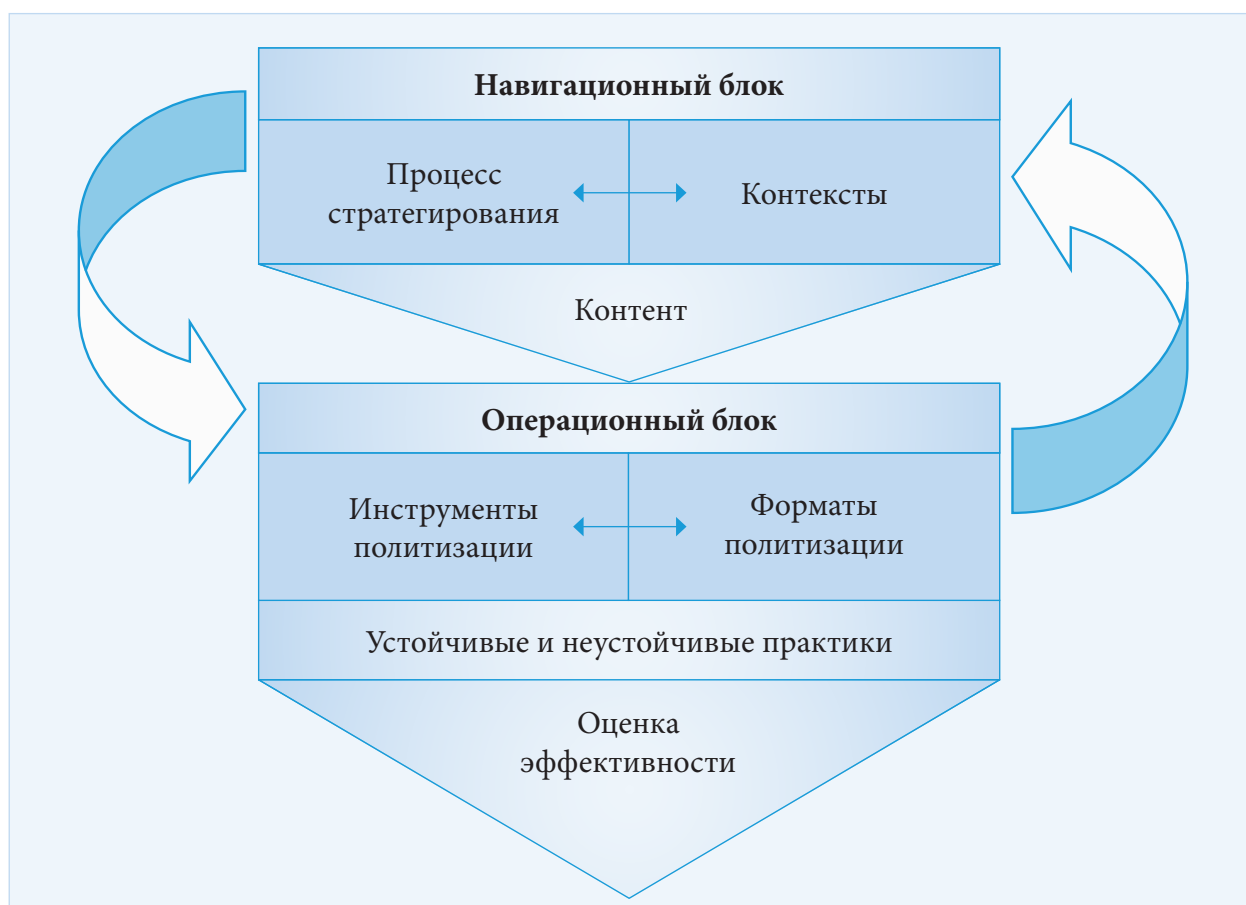 Навигационный блок
Процесс
стратегирования
Контексты
Контент
Операционный блок
Инструменты
политизации
Форматы
политизации
Устойчивые и неустойчивые практики
Оценка
эффективности